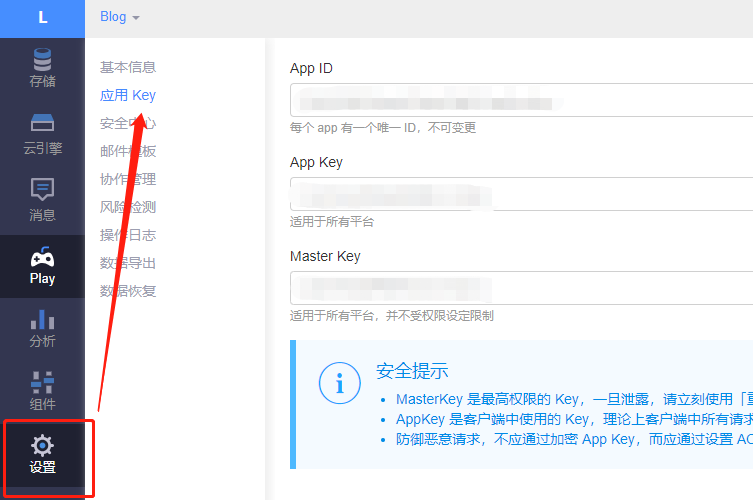 L
Blog
存储
云引擎
消息
Play
分析
组件
设置
基本信息
应用 Key
安全中心
邮件模板
协作管理
风险检测
操作日志
数据导出
数据恢复
App ID
每个 app 有一个唯一 ID，不可变更
App Key
适用于所有平台
Master Key
适用于所有平台，并不受权限设定限制
安全提示
MasterKey 是最高权限的 Key，一旦泄露，请立刻使用「重
AppKey 是客户端中使用的 Key，理论上客户端中所有请求
防御恶意请求，不应通过加密 App Key，而应通过设置 AC